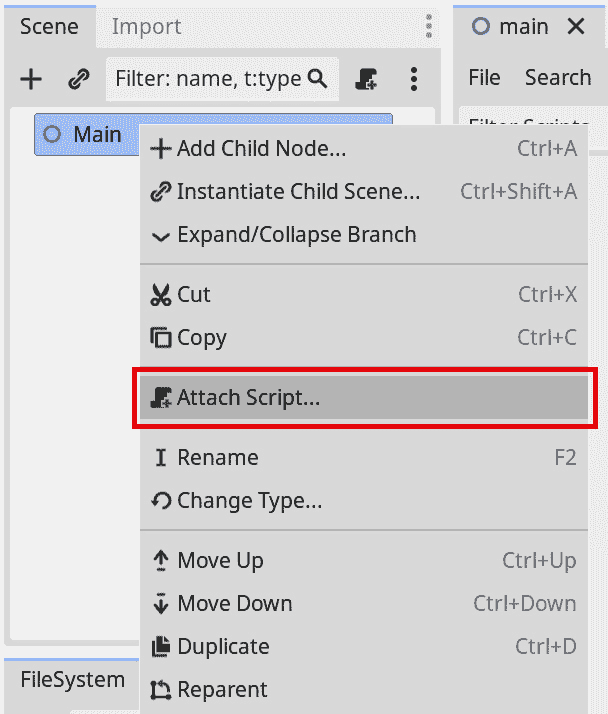 Scene Import main
Filter: name, t:type File Search
Main
Add Child Node... Ctrl+A
Instantiate Child Scene... Ctrl+Shift+A
Expand/Collapse Branch
Cut Ctrl+X
Copy Ctrl+C
Attach Script...
Rename F2
Change Type...
Move Up Ctrl+Up
Move Down Ctrl+Down
Duplicate Ctrl+D
FileSystem
Reparent